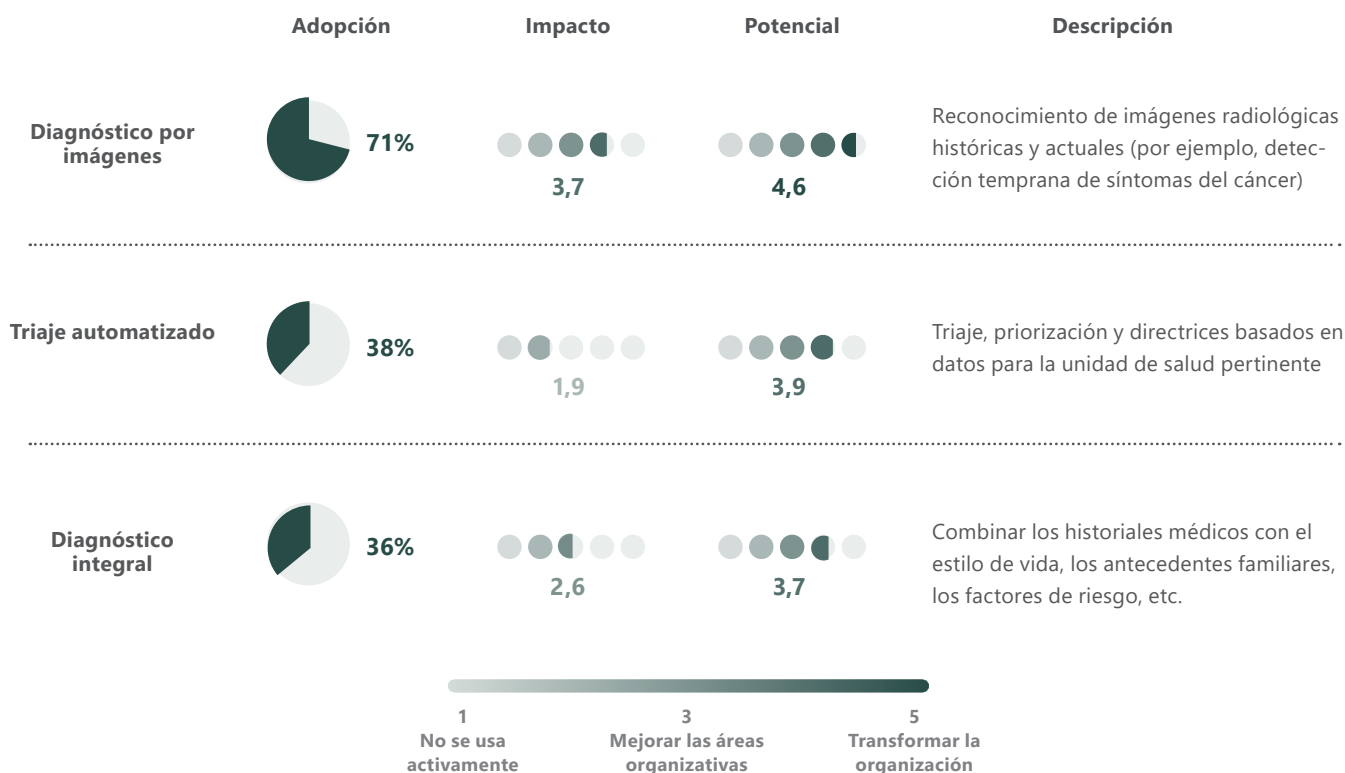 Adopción
Impacto
Potencial
Descripción
Diagnóstico por
imágenes
71%
3,7
4,6
Reconocimiento de imágenes radiológicas
históricas y actuales (por ejemplo, detec-
ción temprana de síntomas del cáncer)
Triaje automatizado
38%
1,9
3,9
Triaje, priorización y directrices basados en
datos para la unidad de salud pertinente
Diagnóstico
integral
36%
2,6
3,7
Combinar los historiales médicos con el
estilo de vida, los antecedentes familiares,
los factores de riesgo, etc.
1
No se usa
activamente
3
Mejorar las áreas
organizativas
5
Transformar la
organización